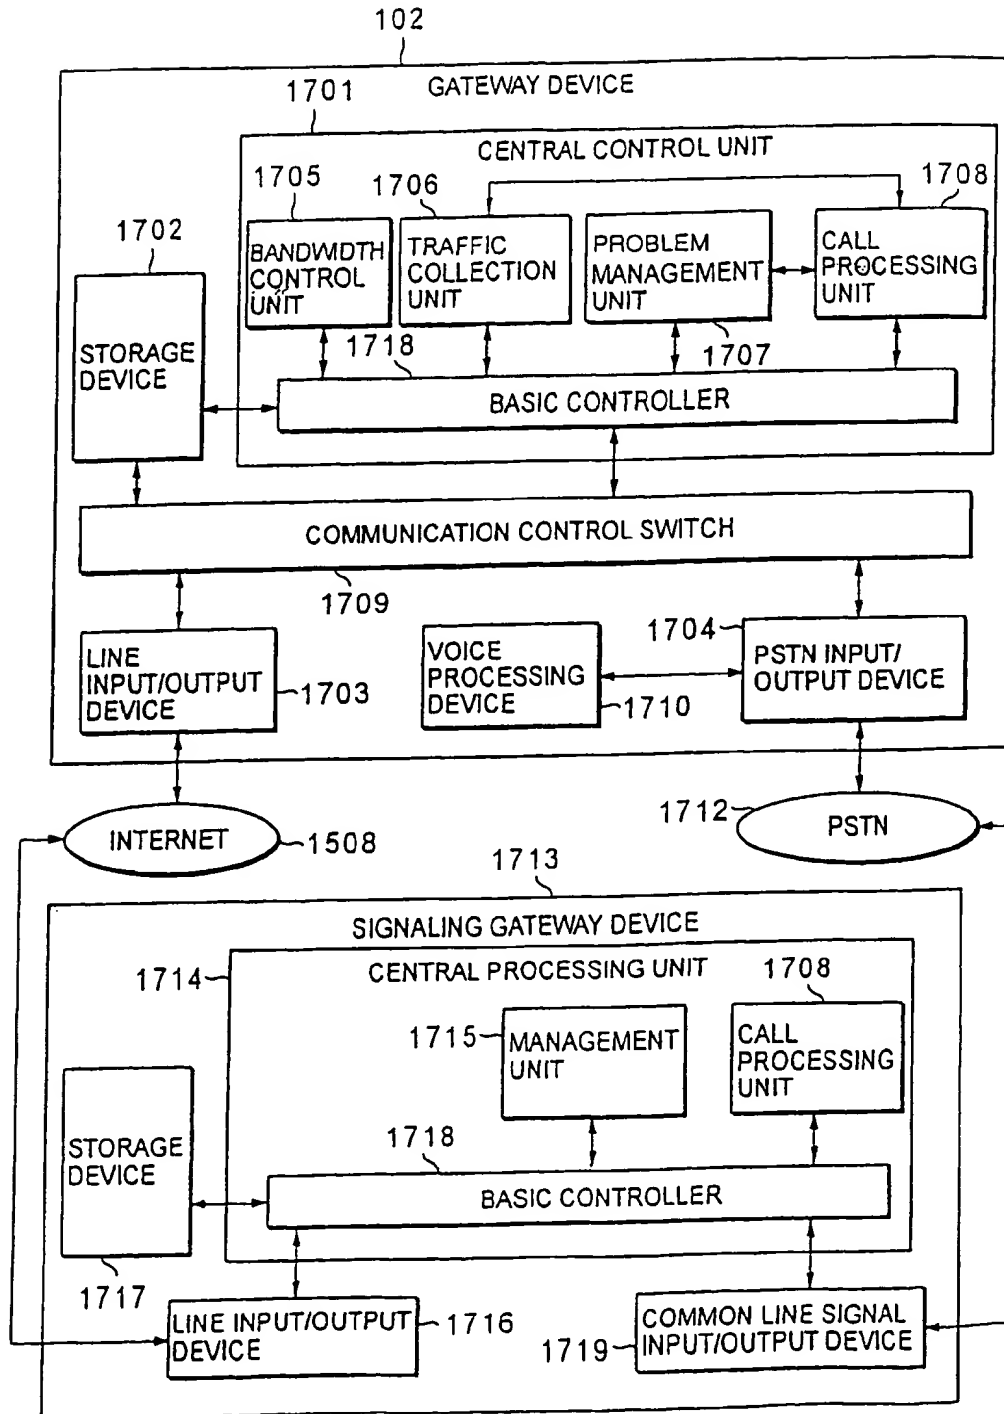 102
GATEWAY DEVICE
1701
CENTRAL CONTROL UNIT
1705
1706
1708
1702
BANDWIDTH
CONTROL
UNIT
TRAFFIC
COLLECTION
UNIT
PROBLEM
MANAGEMENT
UNIT
CALL
PROCESSING
UNIT
1718
1707
STORAGE
DEVICE
BASIC CONTROLLER
COMMUNICATION CONTROL SWITCH
1709
LINE
INPUT/OUTPUT
DEVICE
1703
VOICE
PROCESSING
DEVICE
1710
1704
PSTN INPUT/
OUTPUT DEVICE
INTERNET
1508
1712
PSTN
1713
SIGNALING GATEWAY DEVICE
1714
CENTRAL PROCESSING UNIT
1708
1715
MANAGEMENT
UNIT
CALL
PROCESSING
UNIT
STORAGE
DEVICE
1718
BASIC CONTROLLER
1717
LINE INPUT/OUTPUT
DEVICE
1716
1719
COMMON LINE SIGNAL
INPUT/OUTPUT DEVICE